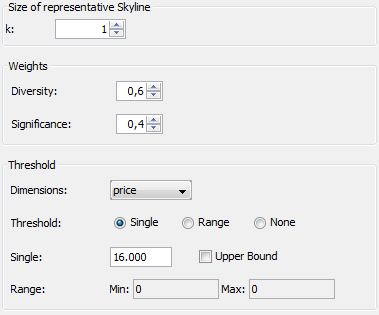 Size of representative Skyline
k: 1
Weights
Diversity: 0,6
Significance: 0,4
Threshold
Dimensions: price
Threshold: Single Range None
Single: 16.000 Upper Bound
Range: Min: 0 Max: 0